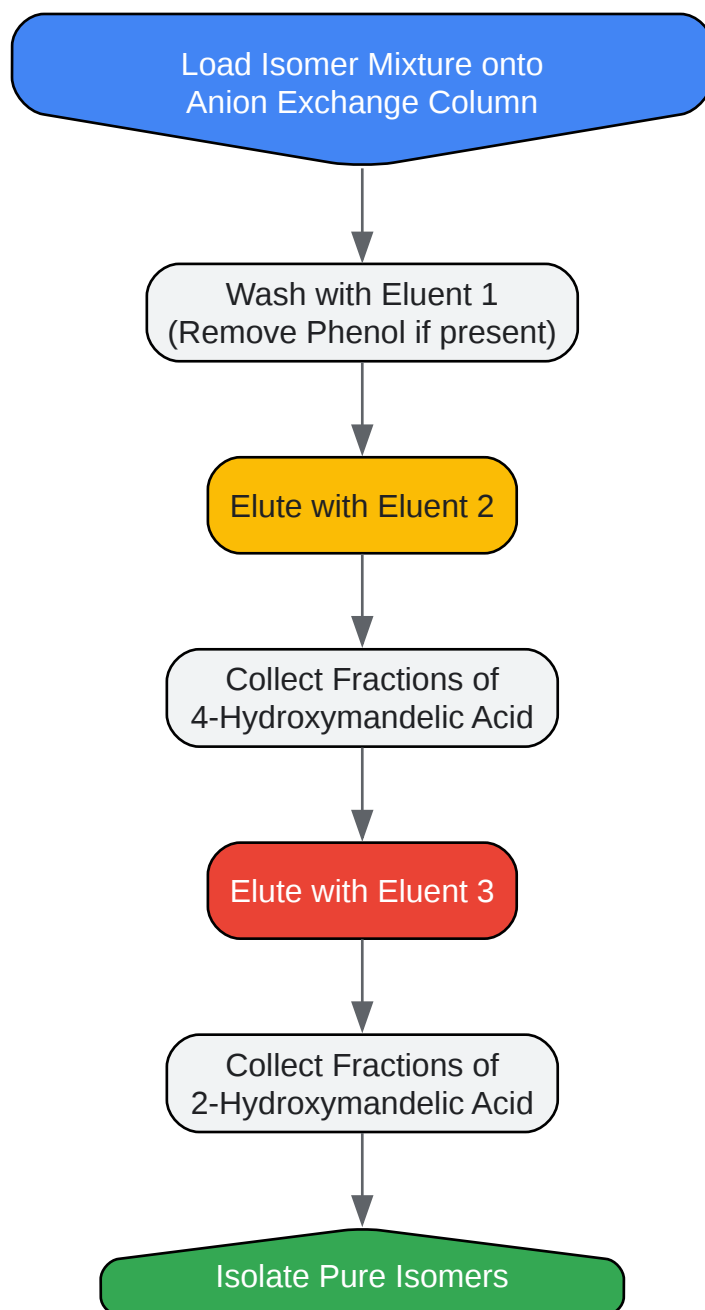 Load Isomer Mixture onto
Anion Exchange Column
Wash with Eluent 1
(Remove Phenol if present)
Elute with Eluent 2
Collect Fractions of
4-Hydroxymandelic Acid
Elute with Eluent 3
Collect Fractions of
2-Hydroxymandelic Acid
Isolate Pure Isomers